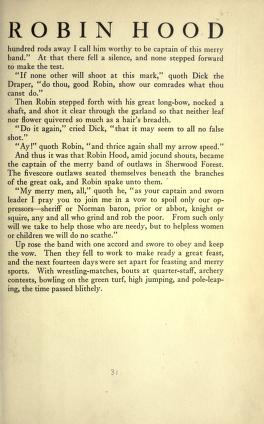 ROBIN HOOD
hundred rods away I call him worthy to be captain of this merry
band." At that there fell a silence, and none stepped forward
to make the test.
"If none other will shoot at this mark," quoth Dick the
Draper, "do thou, good Robin, show our comrades what thou
canst do."
Then Robin stepped forth with his great long-bow, nocked a
shaft, and shot it clear through the garland so that neither leaf
nor flower quivered so much as a hair's breadth.
"Do it again," cried Dick, "that it may seem to all no false
shot."
"Ay!" quoth Robin, "and thrice again shall my arrow speed."
And thus it was that Robin Hood, amid jocund shouts, became
the captain of the merry band of outlaws in Sherwood Forest.
The fivescore outlaws seated themselves beneath the branches
of the great oak, and Robin spake unto them.
"My merry men, all," quoth he, "as your captain and sworn
leader I pray you to join me in a vow to spoil only our op-
pressors—sheriff or Norman baron, prior or abbot, knight or
squire, any and all who grind and rob the poor. From such only
will we take to help those who are needy, but to helpless women
or children we will do no scathe."
Up rose the band with one accord and swore to obey and keep
the vow. Then they fell to work to make ready a great feast,
and the next fourteen days were set apart for feasting and merry
sports. With wrestling-matches, bouts at quarter-staff, archery
contests, bowling on the green turf, high jumping, and pole-leap-
ing, the time passed blithely.
31